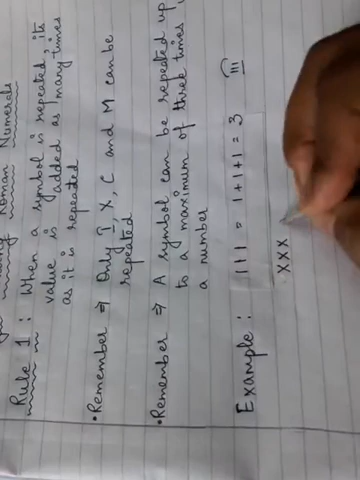 for making Roman Numerals
Rule 1 : When a symbol is repeated, its
value is added as many times
as it is repeated
• Remember ⇒ Only I, X, C and M can be
repeated
• Remember ⇒ A symbol can be repeated up
to a maximum of three times
a number
Example : III = 1+1+1 = 3 III
XXX